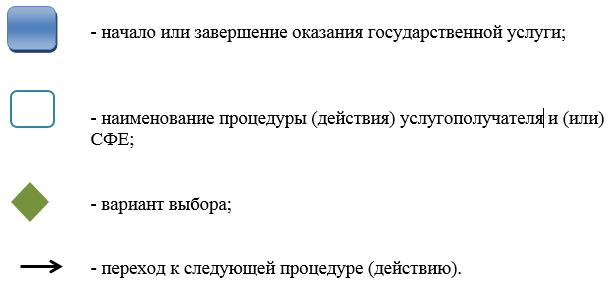 - начало или завершение оказания государственной услуги;
- наименование процедуры (действия) услугополучателя и (или)
СФЕ;
- вариант выбора;
- переход к следующей процедуре (действию).